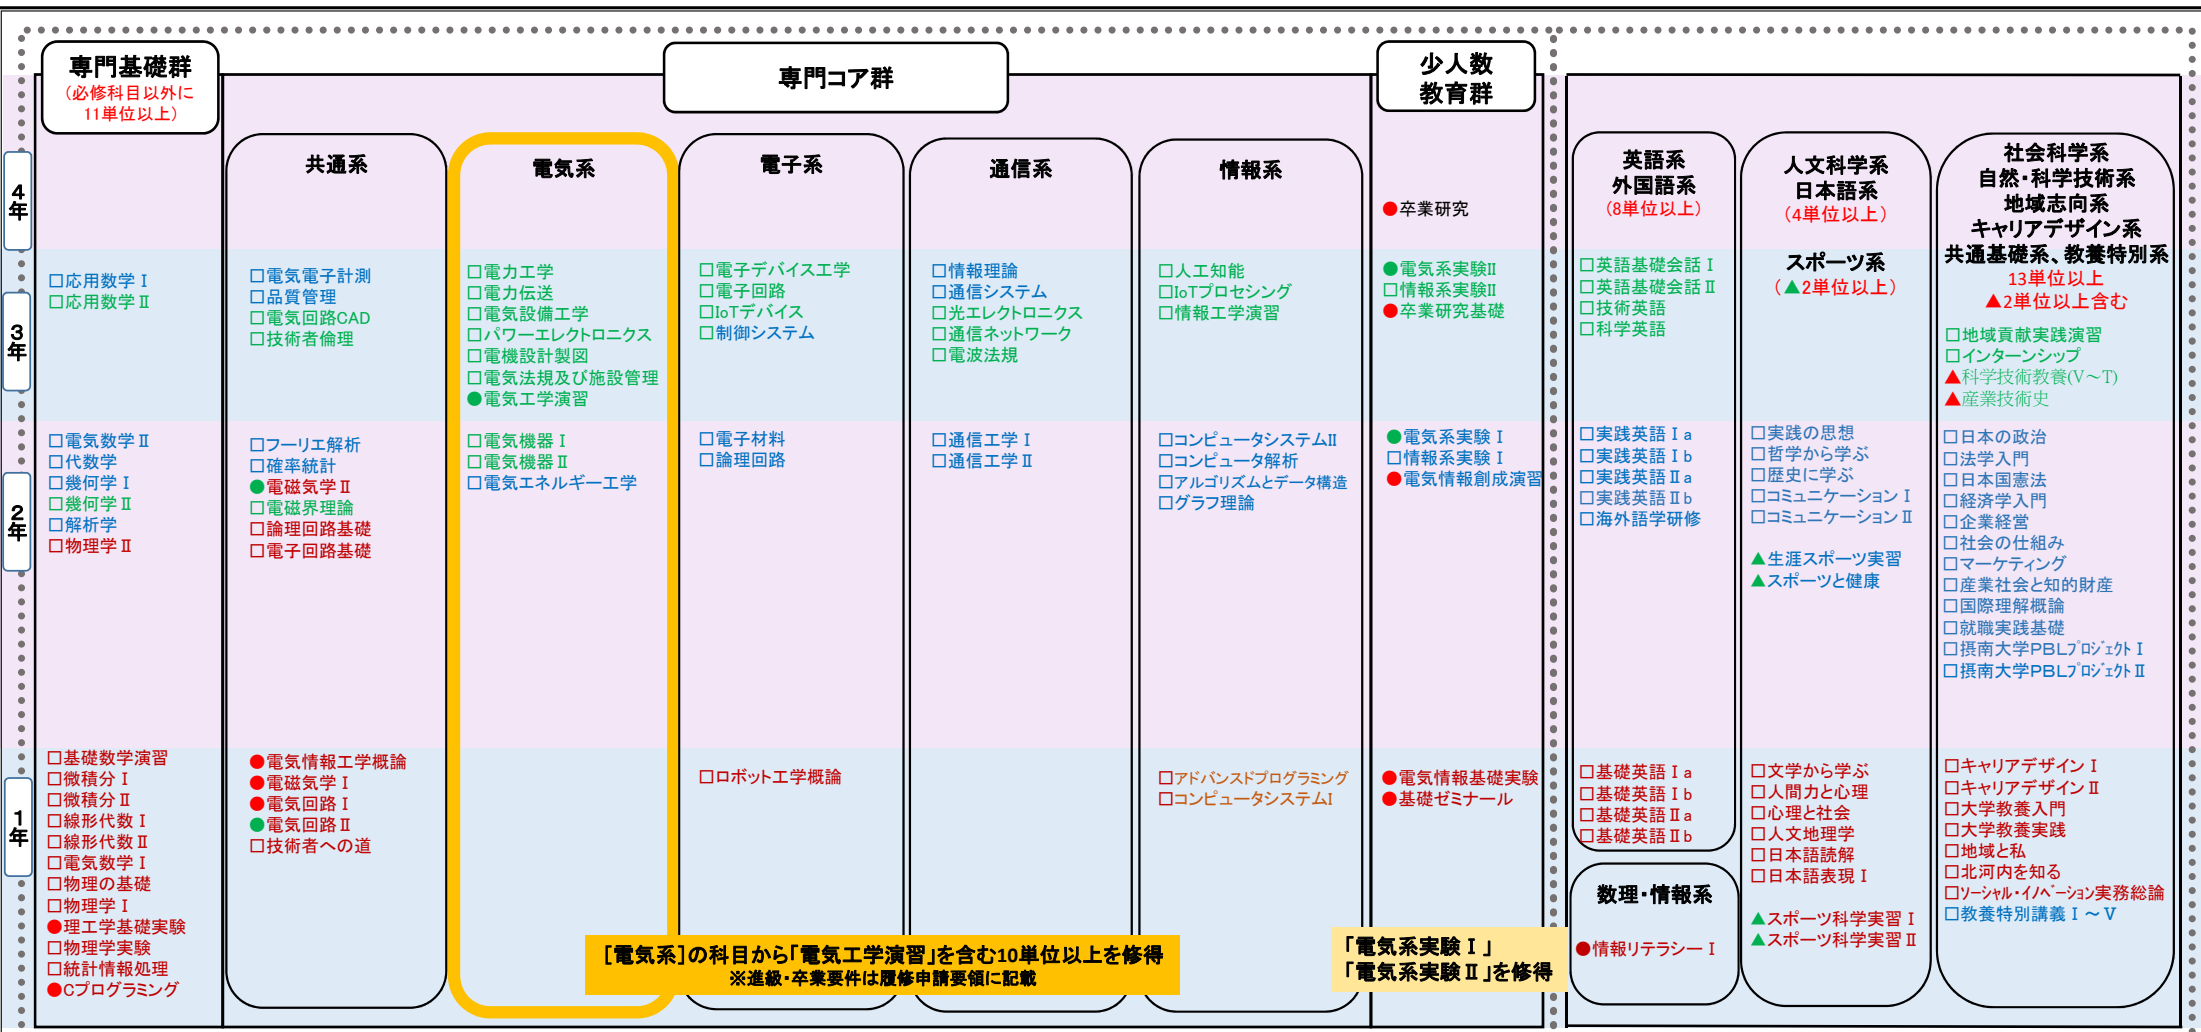 専門基礎群
(必修科目以外に
11単位以上)
専門コア群
少人数
教育群
4年
3年
2年
1年
□応用数学Ⅰ
□応用数学Ⅱ
□電気数学Ⅱ
□代数学
□幾何学Ⅰ
□幾何学Ⅱ
□解析学
□物理学Ⅱ
□基礎数学演習
□微積分Ⅰ
□微積分Ⅱ
□線形代数Ⅰ
□線形代数Ⅱ
□電気数学Ⅰ
□物理の基礎
□物理学Ⅰ
●理工学基礎実験
□物理学実験
□統計情報処理
●Cプログラミング
共通系
□電気電子計測
□品質管理
□電気回路CAD
□技術者倫理
□フーリエ解析
□確率統計
●電磁気学Ⅱ
□電磁界理論
□論理回路基礎
□電子回路基礎
●電気情報工学概論
●電磁気学Ⅰ
●電気回路Ⅰ
●電気回路Ⅱ
□技術者への道
電気系
□電力工学
□電力伝送
□電気設備工学
□パワーエレクトロニクス
□電機設計製図
□電気法規及び施設管理
●電気工学演習
□電気機器Ⅰ
□電気機器Ⅱ
□電気エネルギー工学
電子系
□電子デバイス工学
□電子回路
□IoTデバイス
□制御システム
□電子材料
□論理回路
□ロボット工学概論
通信系
□情報理論
□通信システム
□光エレクトロニクス
□通信ネットワーク
□電波法規
□通信工学Ⅰ
□通信工学Ⅱ
情報系
□人工知能
□IoTプロセシング
□情報工学演習
□コンピュータシステムII
□コンピュータ解析
□アルゴリズムとデータ構造
□グラフ理論
□アドバンスドプログラミング
□コンピュータシステムI
[電気系]の科目から「電気工学演習」を含む10単位以上を修得
※進級・卒業要件は履修申請要領に記載
●卒業研究
●電気系実験II
□情報系実験II
●卒業研究基礎
●電気系実験Ⅰ
□情報系実験Ⅰ
●電気情報創成演習
●電気情報基礎実験
●基礎ゼミナール
「電気系実験Ⅰ」
「電気系実験Ⅱ」を修得
英語系
外国語系
(8単位以上)
□英語基礎会話Ⅰ
□英語基礎会話Ⅱ
□技術英語
□科学英語
□実践英語Ⅰa
□実践英語Ⅰb
□実践英語Ⅱa
□実践英語Ⅱb
□海外語学研修
□基礎英語Ⅰa
□基礎英語Ⅰb
□基礎英語Ⅱa
□基礎英語Ⅱb
数理・情報系
●情報リテラシーⅠ
人文科学系
日本語系
(4単位以上)
スポーツ系
(▲2単位以上)
□実践の思想
□哲学から学ぶ
□歴史に学ぶ
□コミュニケーションⅠ
□コミュニケーションⅡ
▲生涯スポーツ実習
▲スポーツと健康
□文学から学ぶ
□人間力と心理
□心理と社会
□人文地理学
□日本語読解
□日本語表現Ⅰ
▲スポーツ科学実習Ⅰ
▲スポーツ科学実習Ⅱ
社会科学系
自然・科学技術系
地域志向系
キャリアデザイン系
共通基礎系、教養特別系
13単位以上
▲2単位以上含む
□地域貢献実践演習
□インターンシップ
▲科学技術教養(V～T)
▲産業技術史
□日本の政治
□法学入門
□日本国憲法
□経済学入門
□企業経営
□社会の仕組み
□マーケティング
□産業社会と知的財産
□国際理解概論
□就職実践基礎
□摂南大学PBLプロジェクトⅠ
□摂南大学PBLプロジェクトⅡ
□キャリアデザインⅠ
□キャリアデザインⅡ
□大学教養入門
□大学教養実践
□地域と私
□北河内を知る
□ソーシャル・イノベーション実務総論
□教養特別講義Ⅰ～Ⅴ